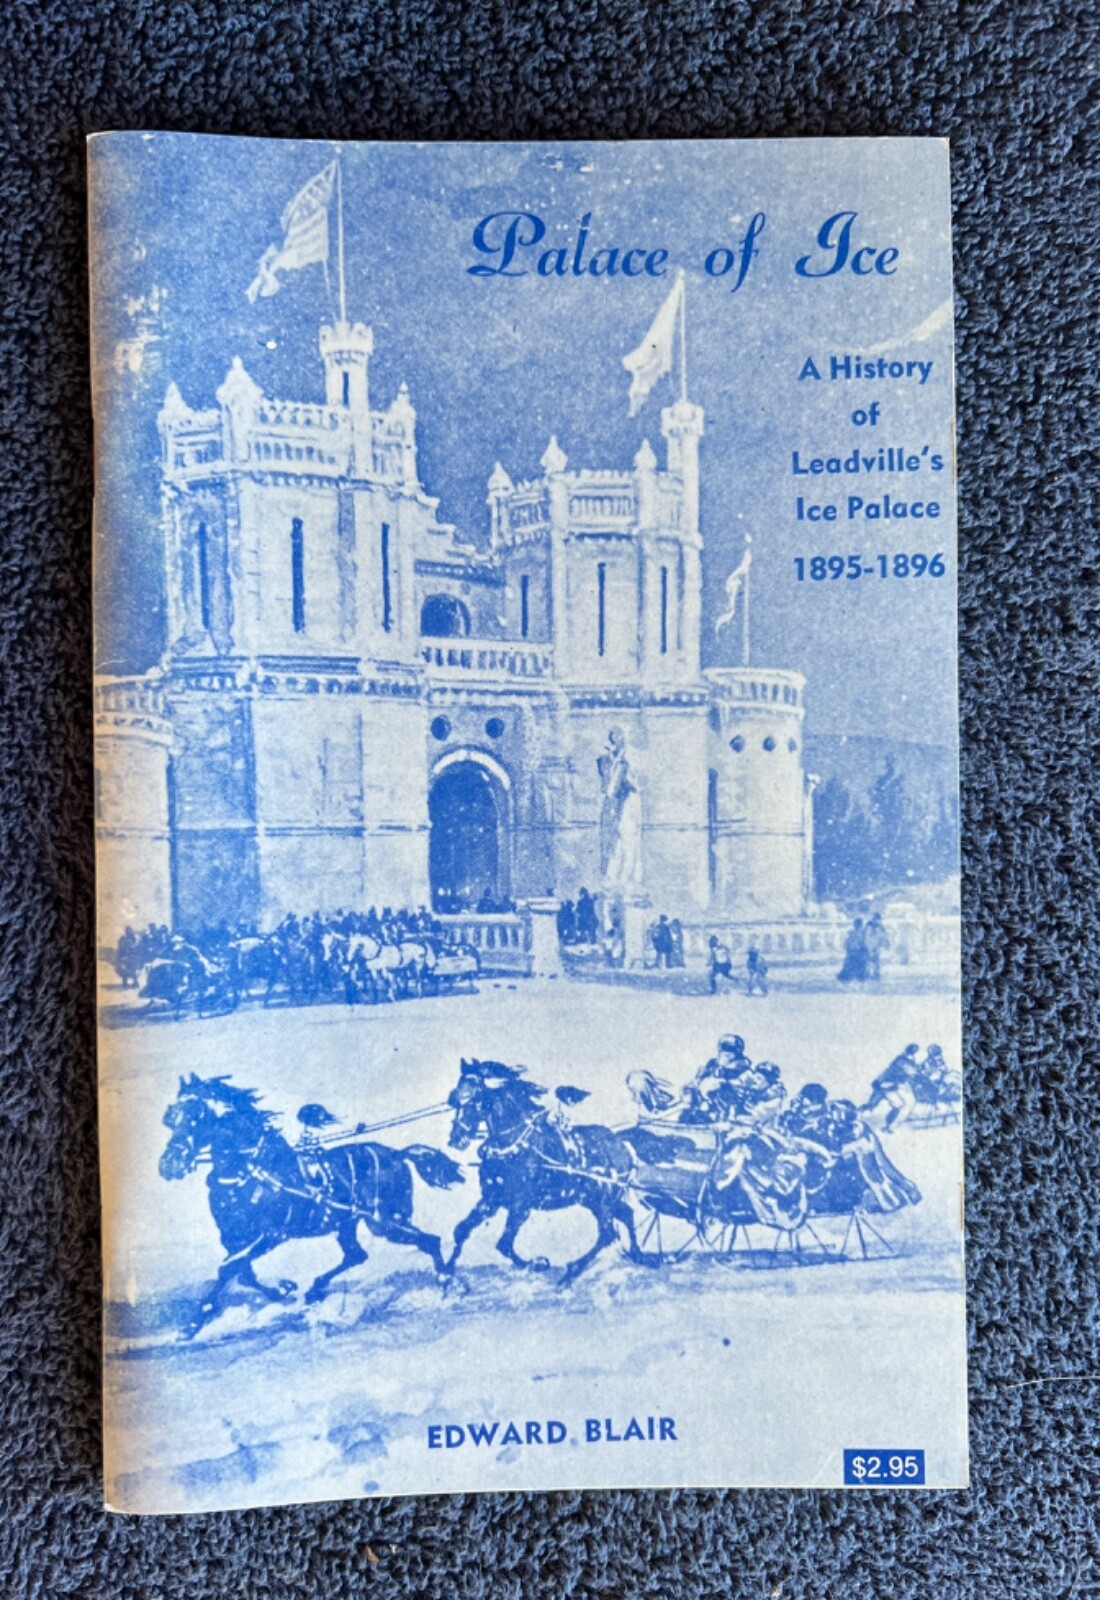 Palace of Ice
A History
of
Leadville's
Ice Palace
1895-1896
EDWARD BLAIR
$2.95